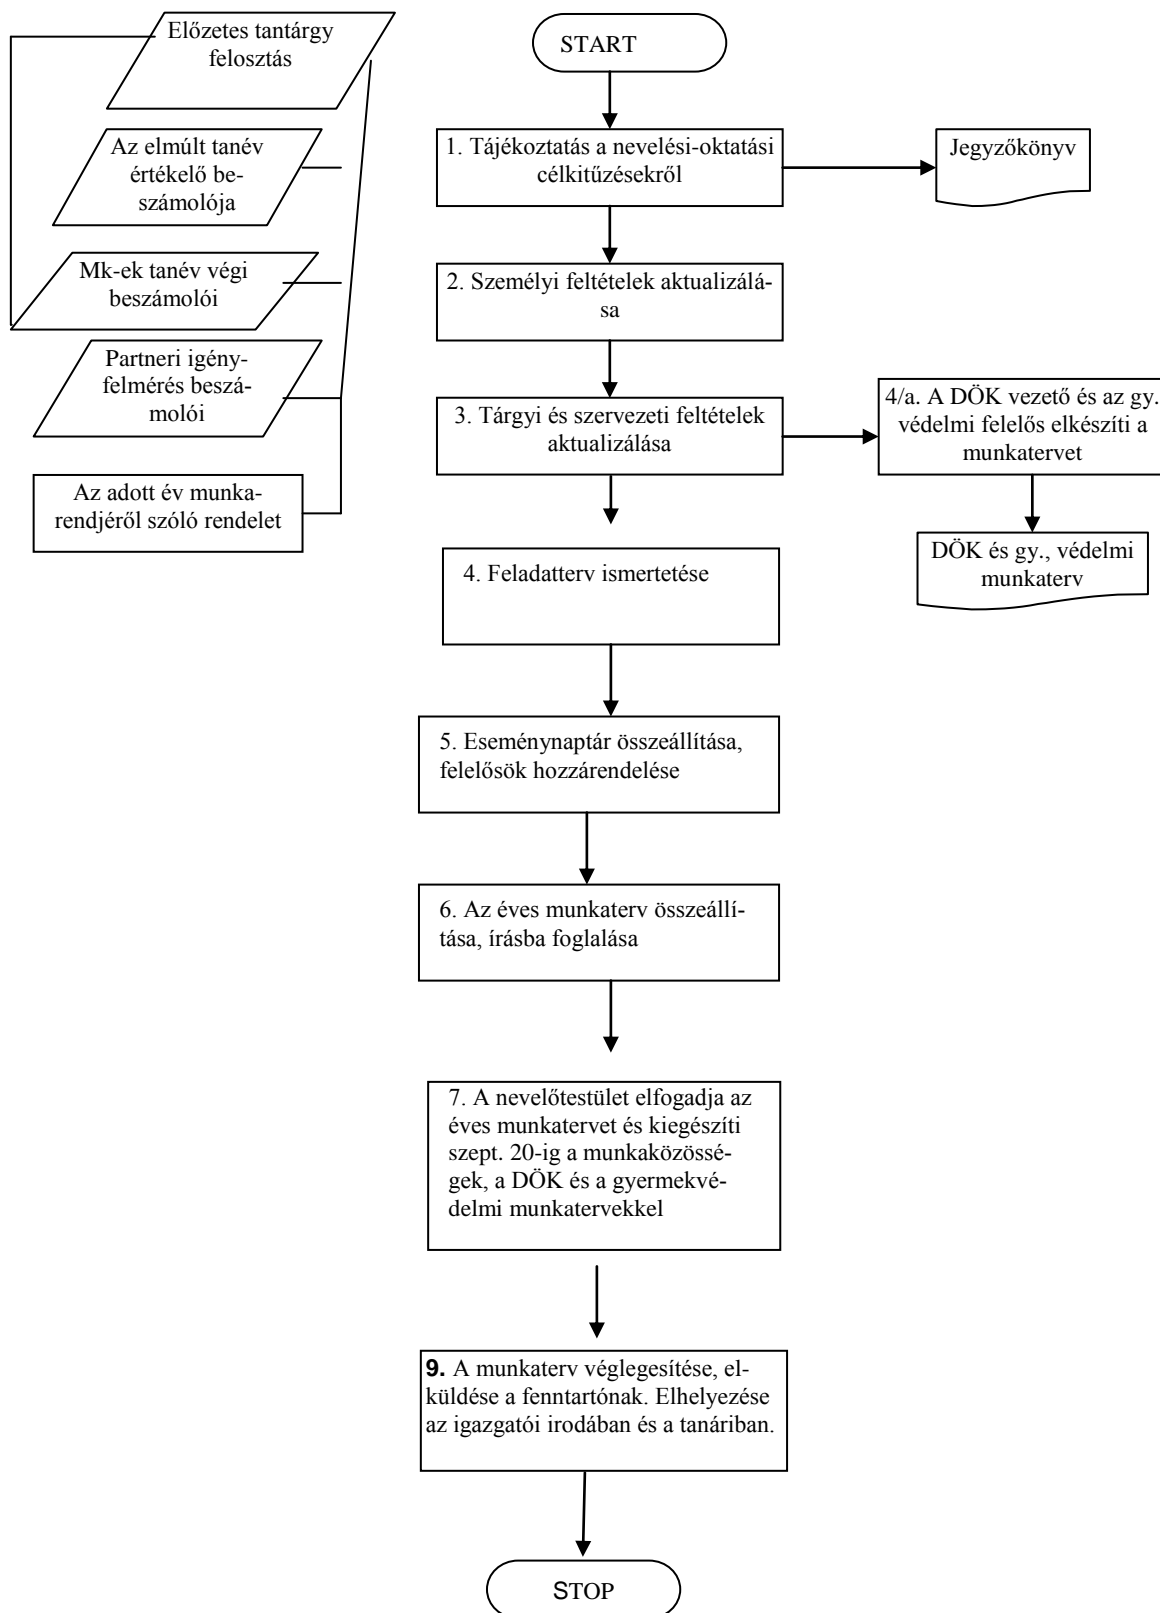 Előzetes tantárgy
felosztás
Az elmúlt tanév
értékelő be-
számolója
Mk-ek tanév végi
beszámolói
Partneri igény-
felmérés beszá-
molói
Az adott év munka-
rendjéről szóló rendelet
START
1. Tájékoztatás a nevelési-oktatási
célkitűzésekről
Jegyzőkönyv
2. Személyi feltételek aktualizálá-
sa
3. Tárgyi és szervezeti feltételek
aktualizálása
4/a. A DÖK vezető és az gy.
védelmi felelős elkészíti a
munkatervet
DÖK és gy., védelmi
munkaterv
4. Feladatterv ismertetése
5. Eseménynaptár összeállítása,
felelősök hozzárendelése
6. Az éves munkaterv összeállí-
tása, írásba foglalása
7. A nevelőtestület elfogadja az
éves munkatervet és kiegészíti
szept. 20-ig a munkaközössé-
gek, a DÖK és a gyermekvé-
delmi munkatervekkel
9. A munkaterv véglegesítése, el-
küldése a fenntartónak. Elhelyezése
az igazgatói irodában és a tanáriban.
STOP